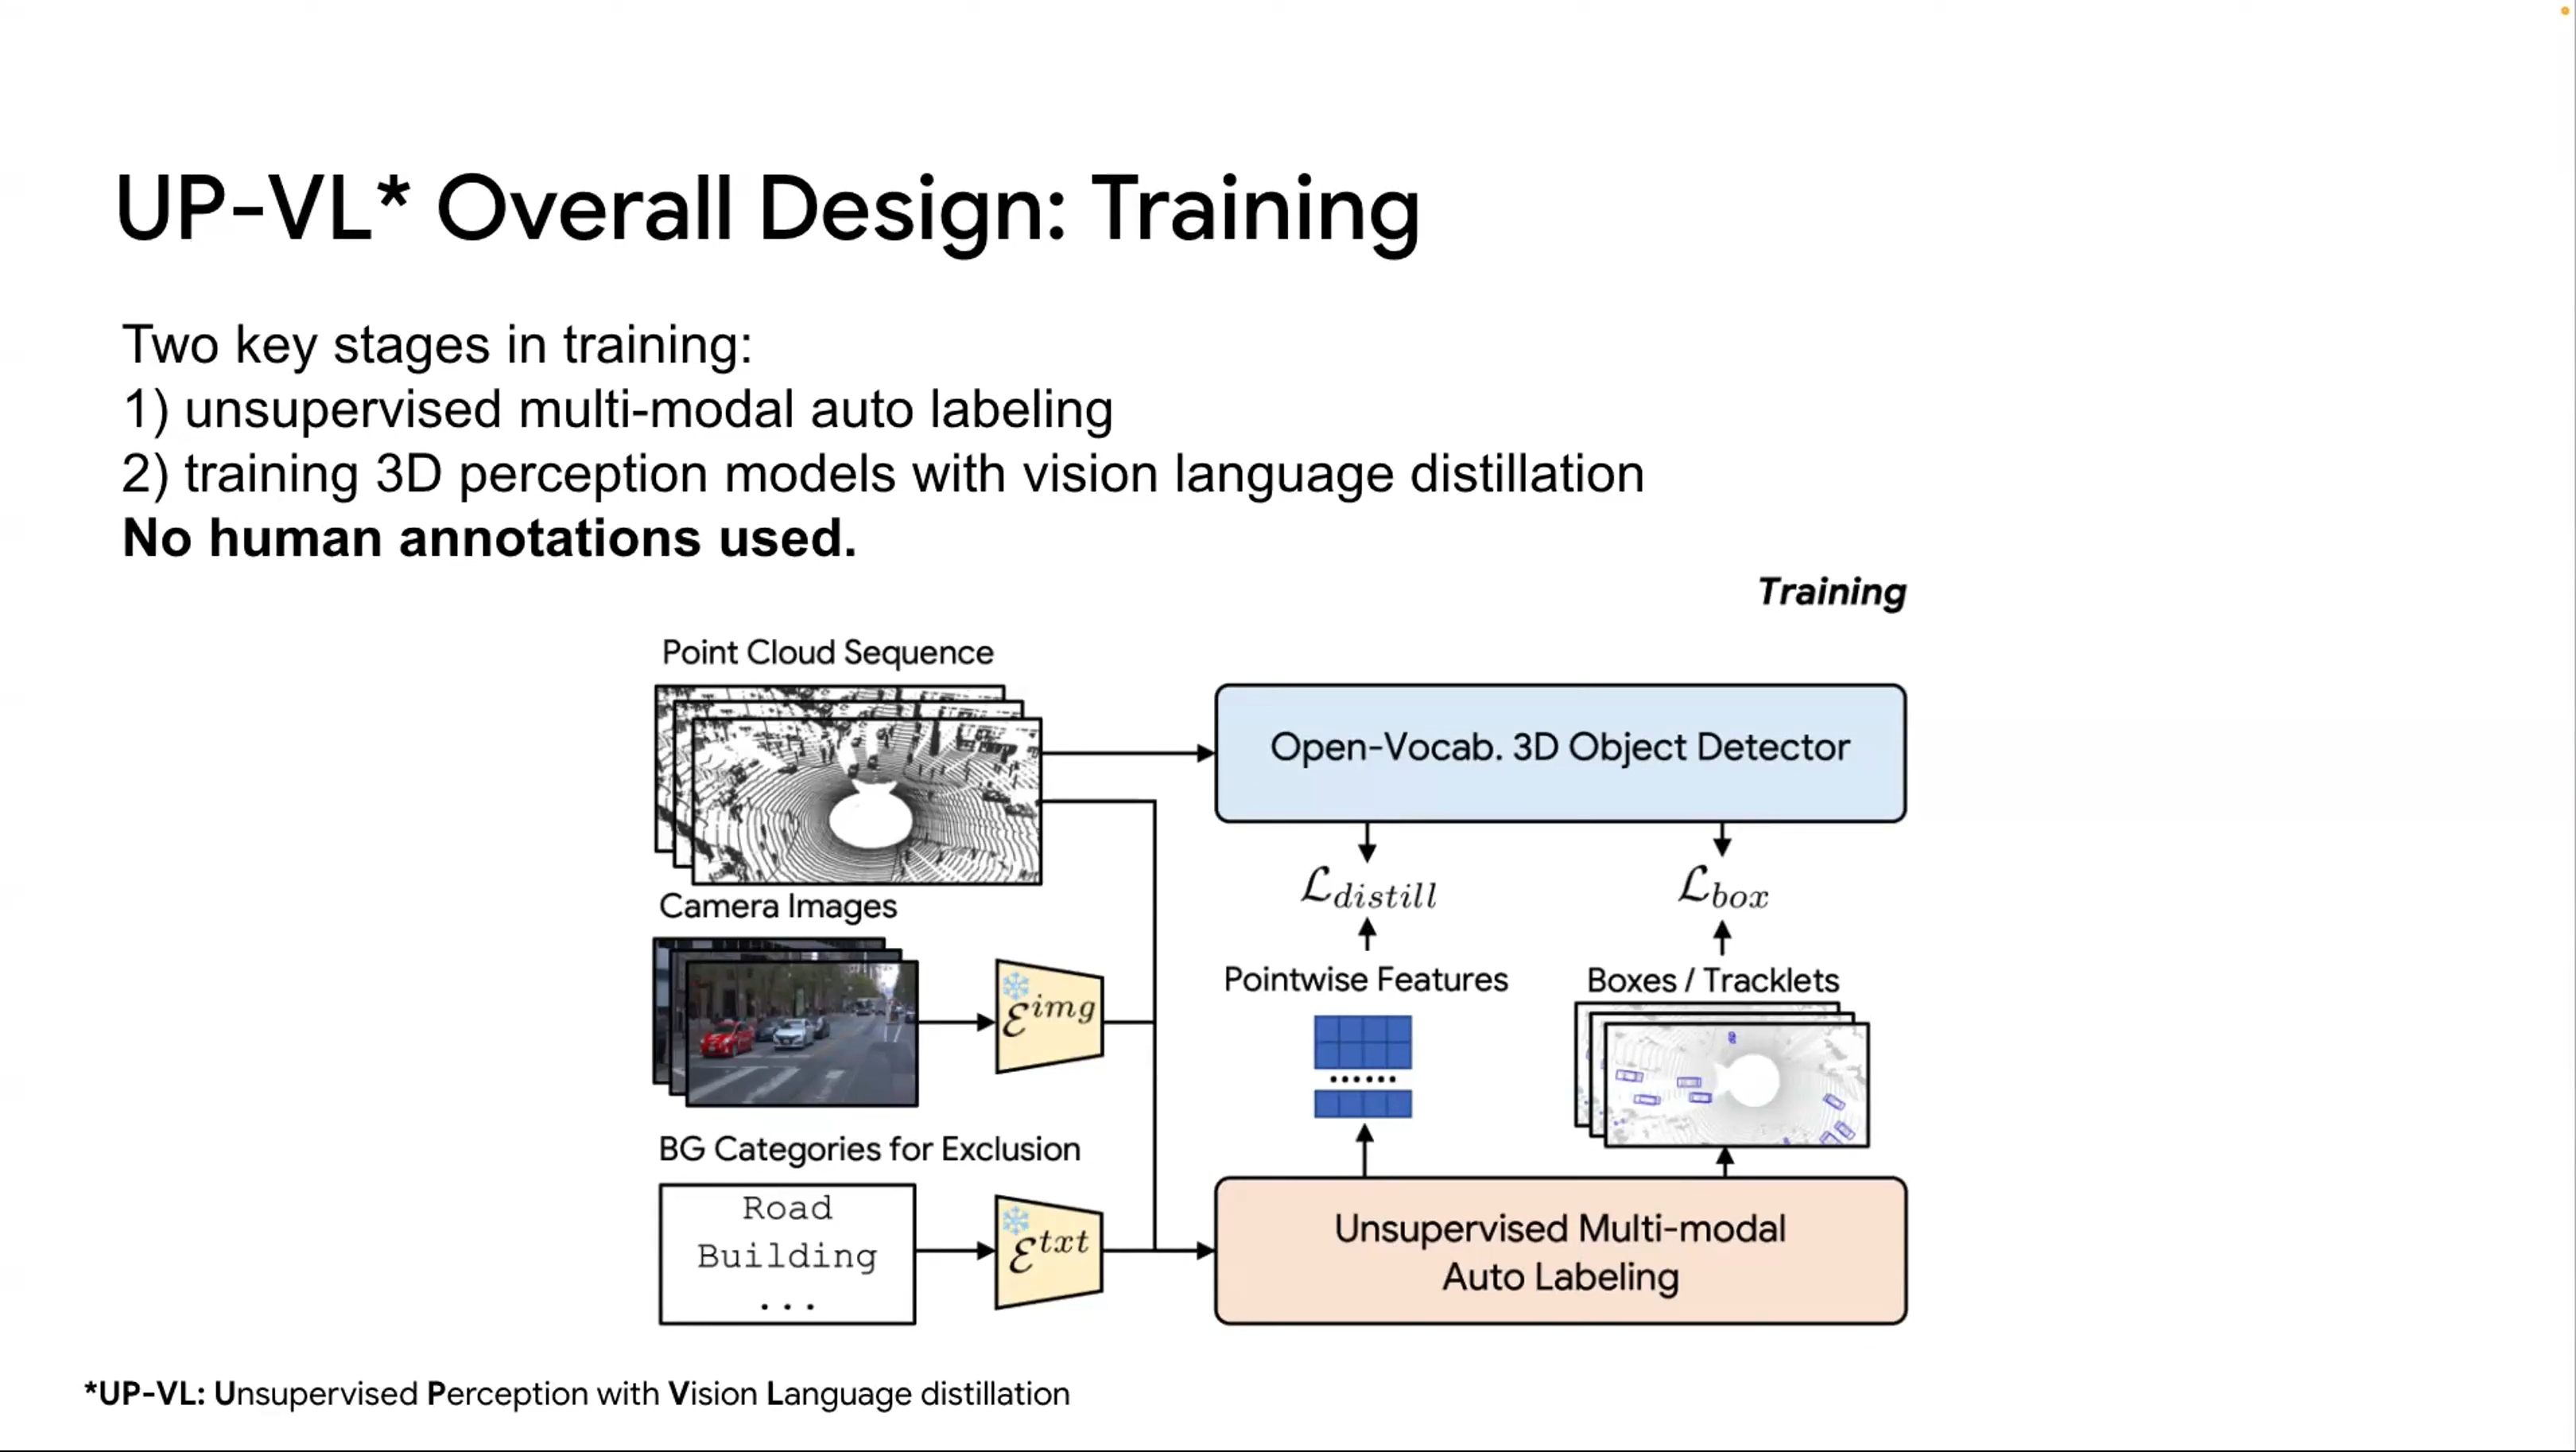 UP-VL* Overall Design: Training
Two key stages in training:
1) unsupervised multi-modal auto labeling
2) training 3D perception models with vision language distillation
No human annotations used.
Training
Point Cloud Sequence
Open-Vocab. 3D Object Detector
ℒdistill
ℒbox
Camera Images
ℰimg
Pointwise Features
Boxes / Tracklets
......
BG Categories for Exclusion
Road
Building
...
ℰtxt
Unsupervised Multi-modal
Auto Labeling
*UP-VL: Unsupervised Perception with Vision Language distillation